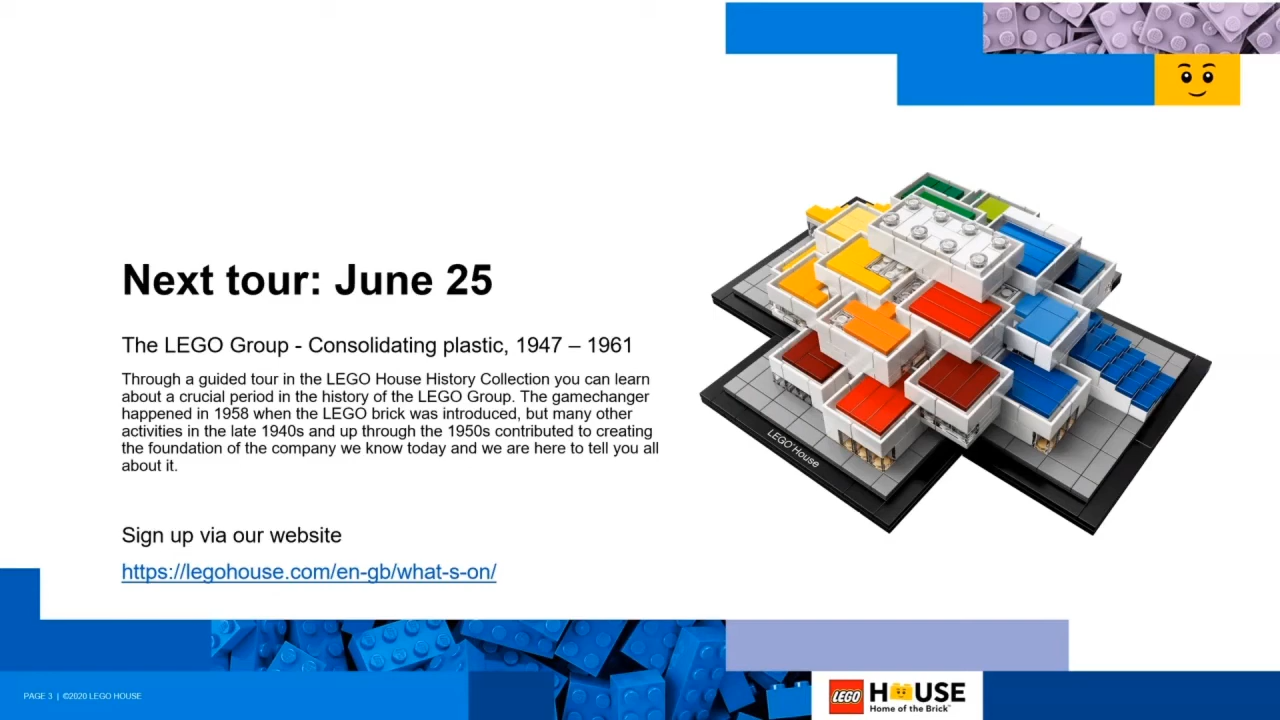 Next tour: June 25
The LEGO Group - Consolidating plastic, 1947 – 1961
Through a guided tour in the LEGO House History Collection you can learn
about a crucial period in the history of the LEGO Group. The gamechanger
happened in 1958 when the LEGO brick was introduced, but many other
activities in the late 1940s and up through the 1950s contributed to creating
the foundation of the company we know today and we are here to tell you all
about it.
Sign up via our website
https://legohouse.com/en-gb/what-s-on/
LEGO® House
PAGE 3 | ©2020 LEGO HOUSE
LEGO HOUSE
Home of the Brick™